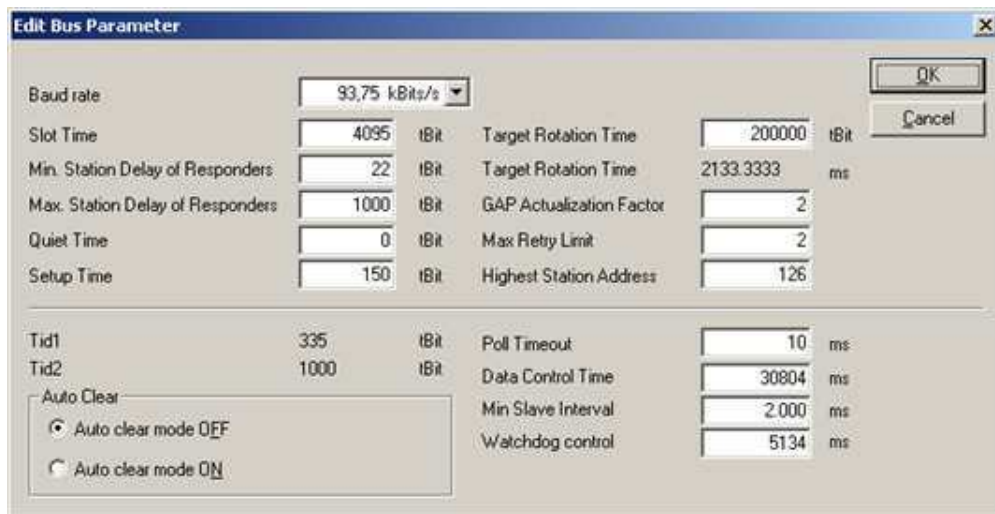 Edit Bus Parameter
Baud rate 93,75 kBits/s
OK
Cancel
Slot Time 4095 tBit
Min. Station Delay of Responders 22 tBit
Max. Station Delay of Responders 1000 tBit
Quiet Time 0 tBit
Setup Time 150 tBit
Target Rotation Time 200000 tBit
Target Rotation Time 2133.3333 ms
GAP Actualization Factor 2
Max Retry Limit 2
Highest Station Address 126
Tid1 335 tBit
Tid2 1000 tBit
Auto Clear
Auto clear mode OFF
Auto clear mode ON
Poll Timeout 10 ms
Data Control Time 30804 ms
Min Slave Interval 2.000 ms
Watchdog control 5134 ms